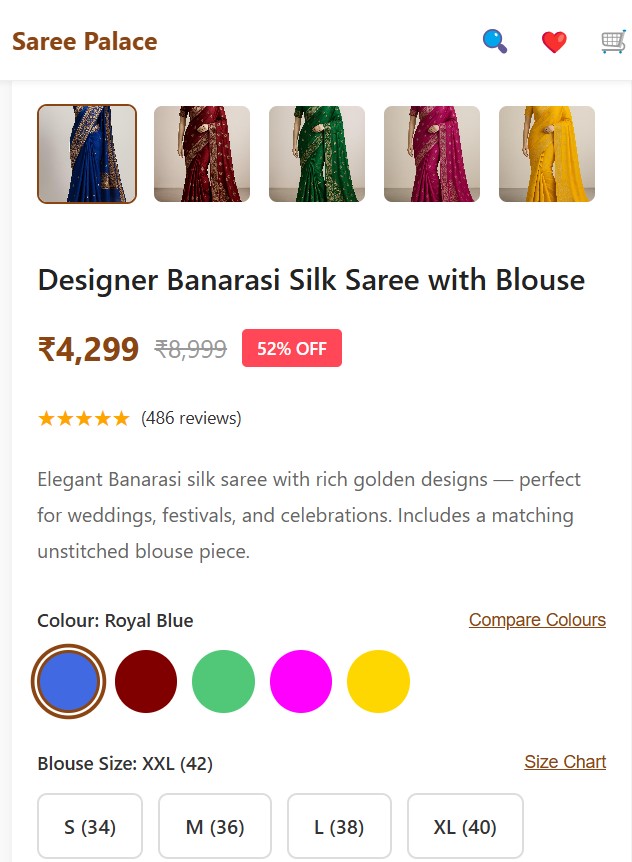 Saree Palace
Designer Banarasi Silk Saree with Blouse
₹4,299 ₹8,999 52% OFF
★★★★★ (486 reviews)
Elegant Banarasi silk saree with rich golden designs — perfect
for weddings, festivals, and celebrations. Includes a matching
unstitched blouse piece.
Colour: Royal Blue Compare Colours
Blouse Size: XXL (42) Size Chart
S (34) M (36) L (38) XL (40)